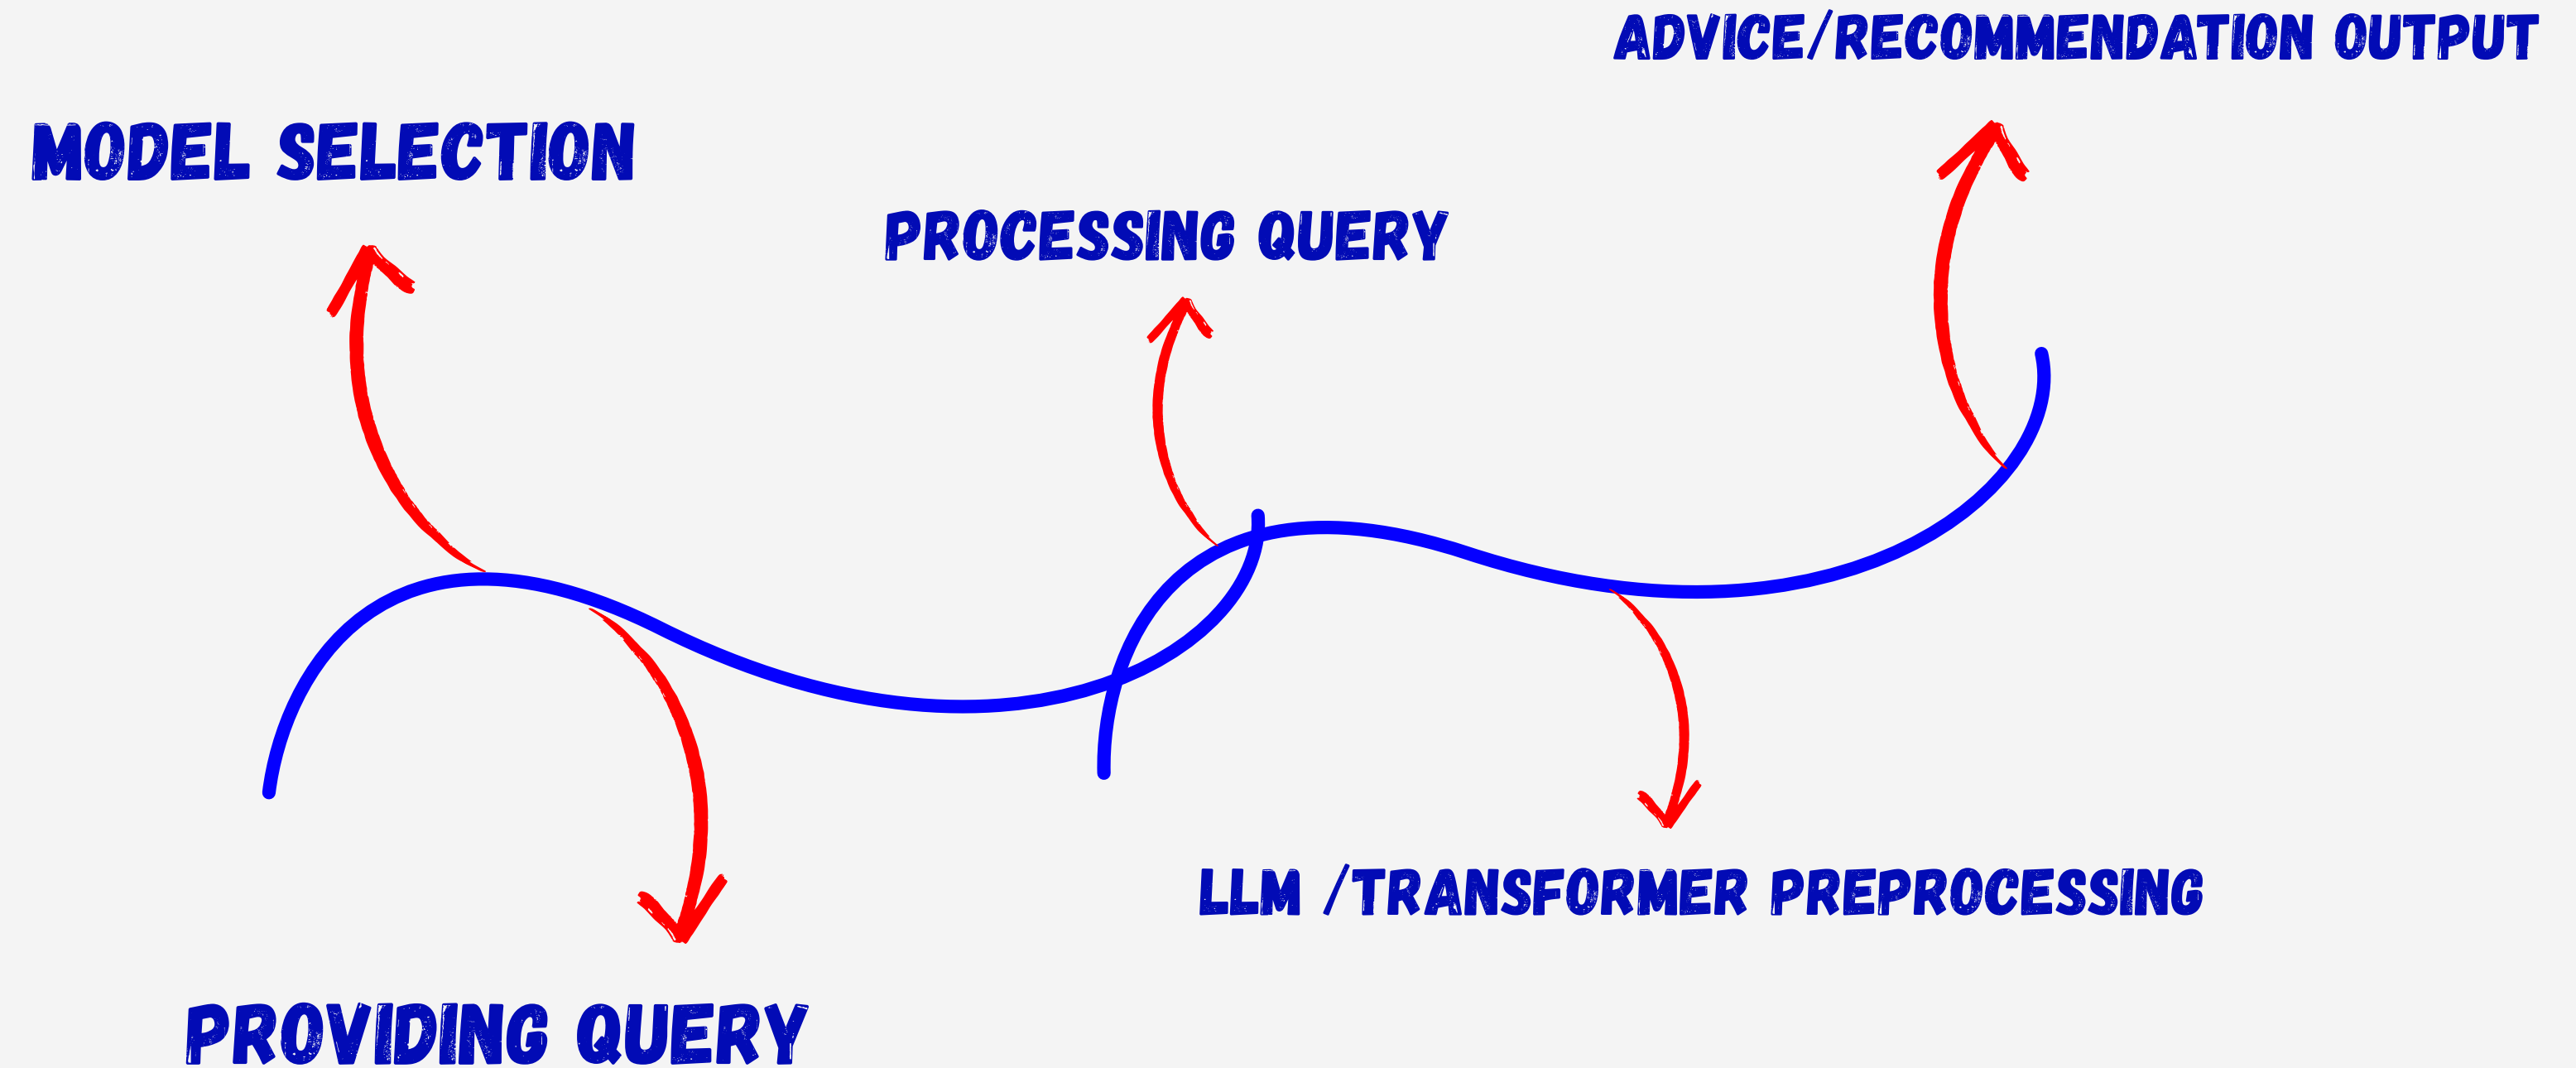 ADVICE/RECOMMENDATION OUTPUT
MODEL SELECTION
PROCESSING QUERY
LLM /TRANSFORMER PREPROCESSING
PROVIDING QUERY